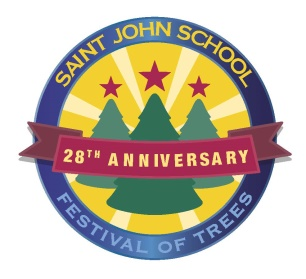 SAINT JOHN SCHOOL
28TH ANNIVERSARY
FESTIVAL OF TREES